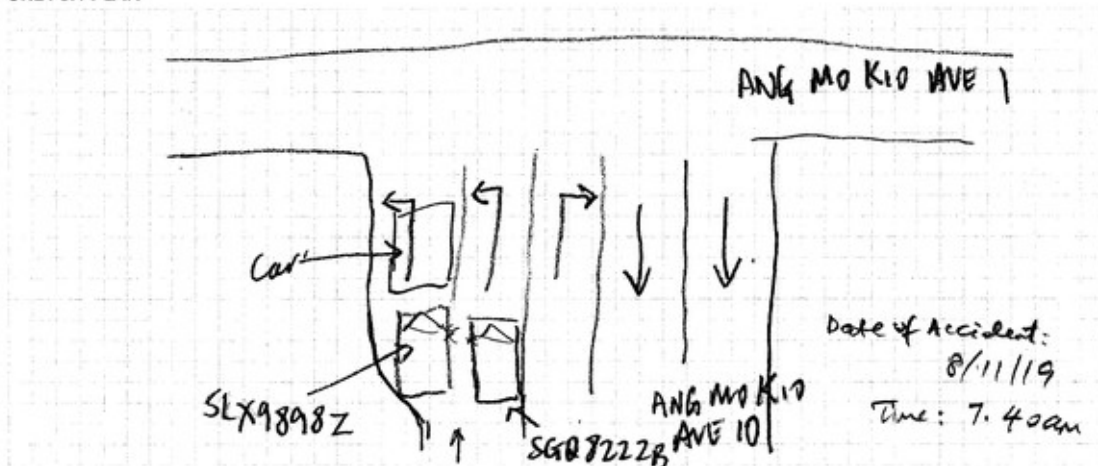 ANG MO KIO AVE 1
Car
Date of Accident:
8/11/19
Time: 7.40am
SLX9898Z
SGQ8222B
ANG MO KIO
AVE 10